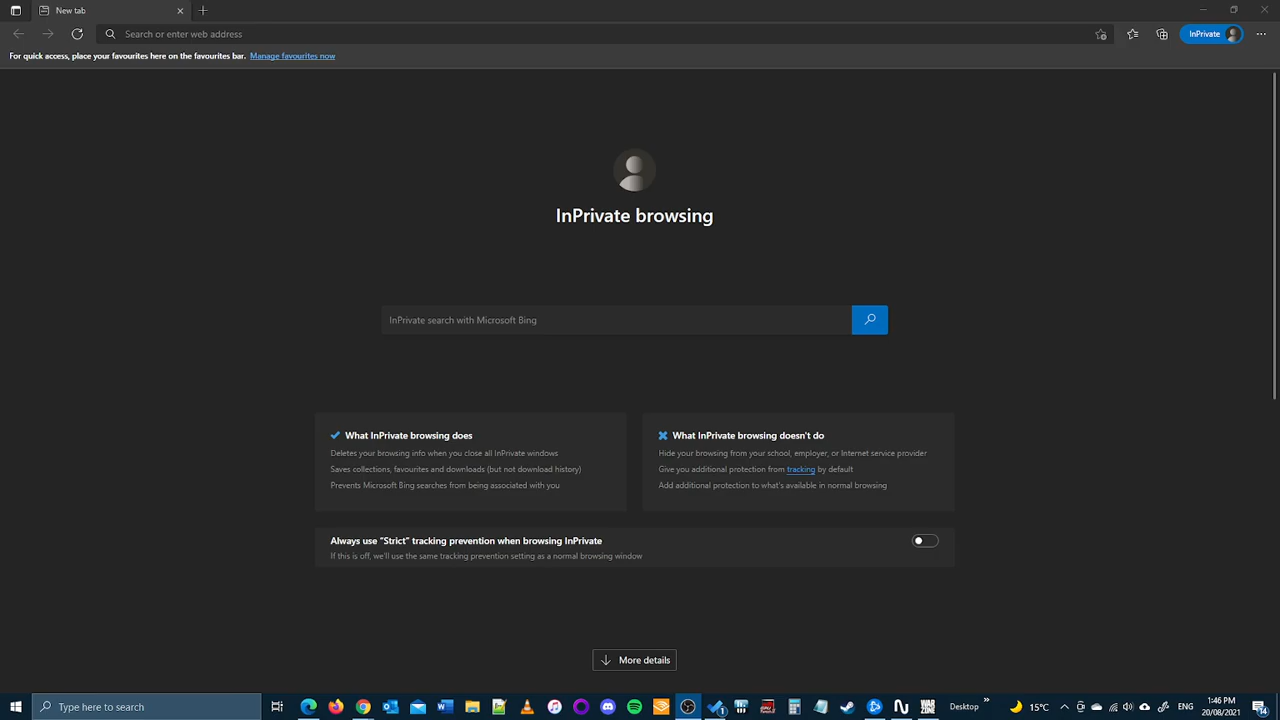 New tab
Search or enter web address
InPrivate
For quick access, place your favourites here on the favourites bar. Manage favourites now
InPrivate browsing
InPrivate search with Microsoft Bing
What InPrivate browsing does
Deletes your browsing info when you close all InPrivate windows
Saves collections, favourites and downloads (but not download history)
Prevents Microsoft Bing searches from being associated with you
What InPrivate browsing doesn't do
Hide your browsing from your school, employer, or Internet service provider
Give you additional protection from tracking by default
Add additional protection to what's available in normal browsing
Always use "Strict" tracking prevention when browsing InPrivate
If this is off, we'll use the same tracking prevention setting as a normal browsing window
More details
Type here to search
Desktop
15°C
ENG
1:46 PM
20/08/2021